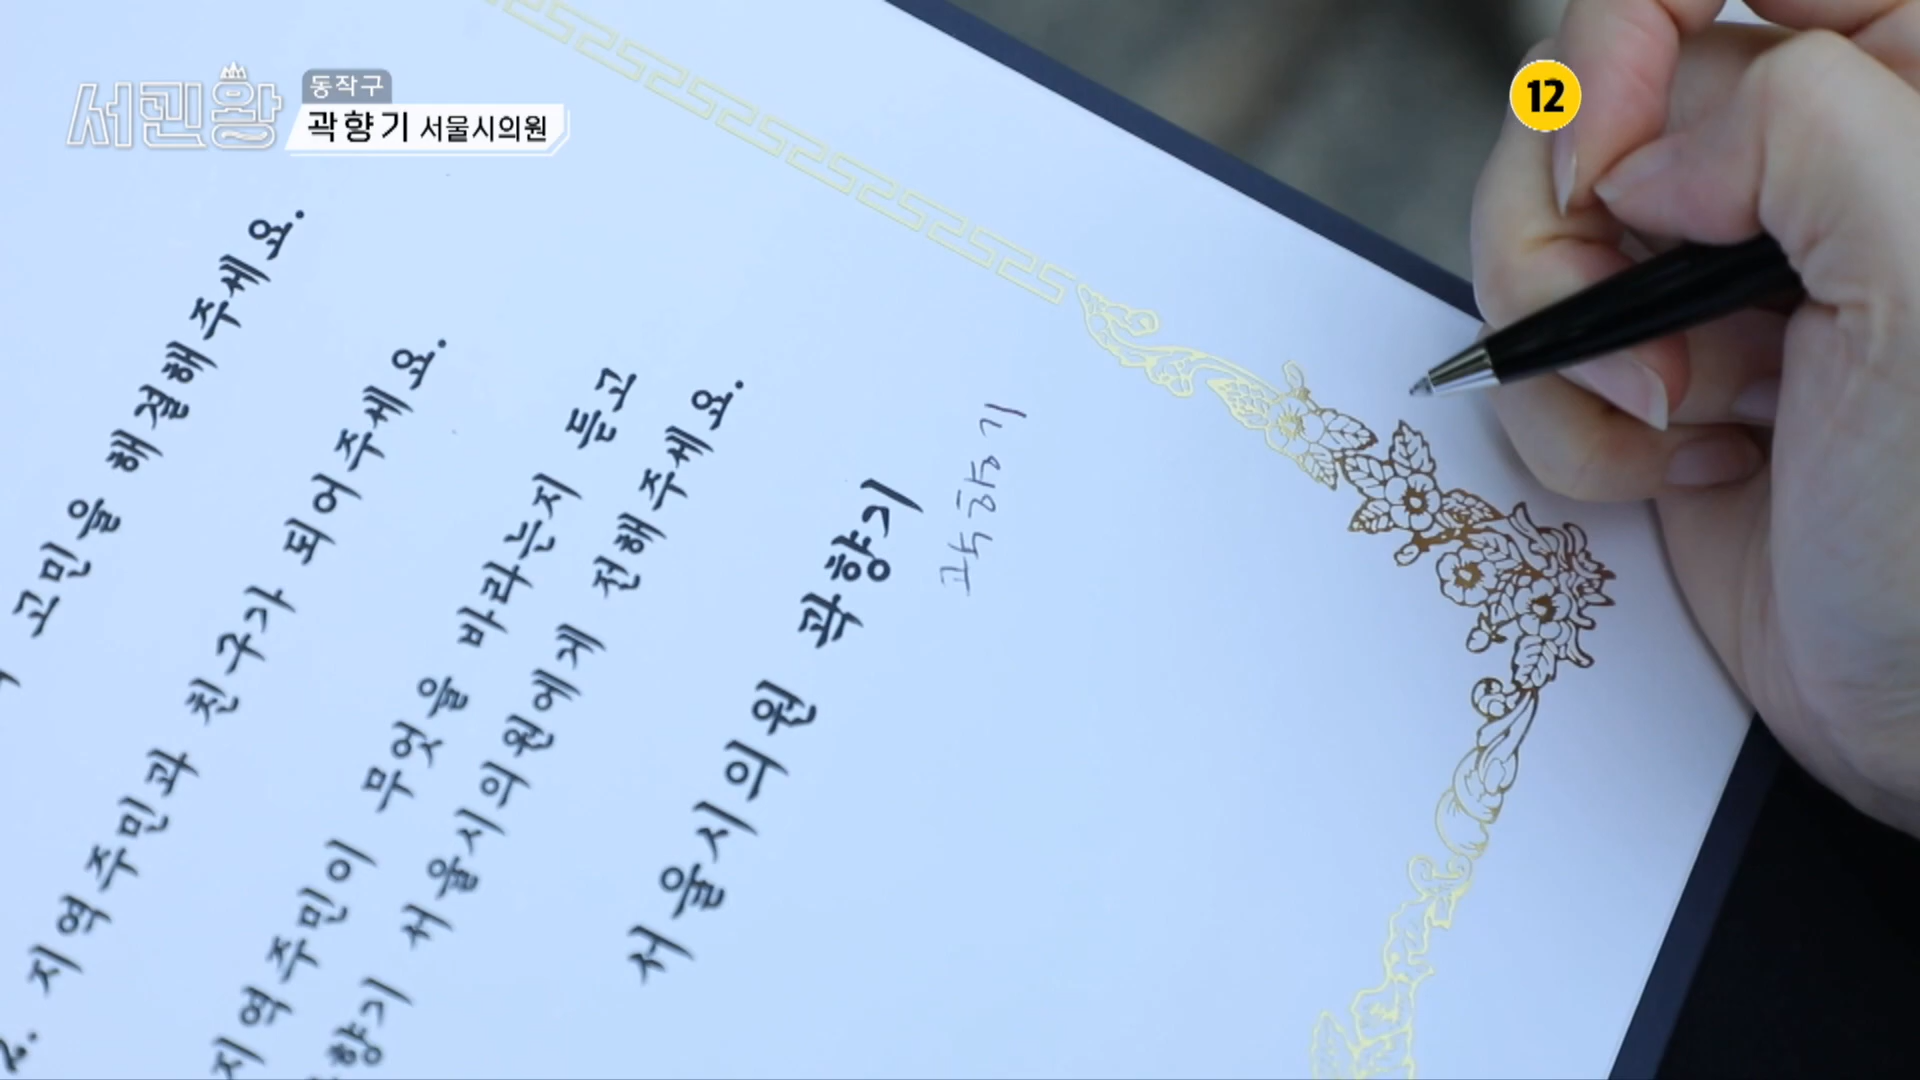 서민왕
동작구
곽향기 서울시의원
12
고민을 해결해주세요.
2. 지역주민과 친구가 되어주세요.
지역주민이 무엇을 바라는지 듣고
향기 서울시의원에게 전해주세요.
서울시의원 곽향기
곽향기